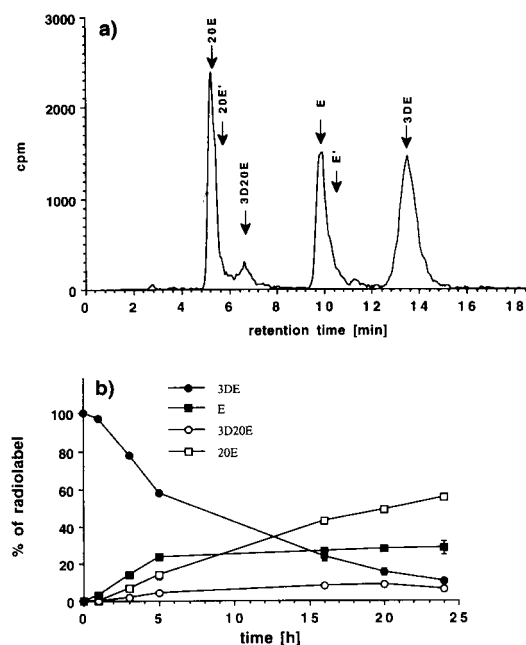 a)
3000
2000
1000
0
cpm
20E
20E'
3D20E
E
E'
3DE
0 2 4 6 8 10 12 14 16 18
retention time [min]
b)
3DE
E
3D20E
20E
100
80
60
40
20
0
% of radiolabel
0 5 10 15 20 25
time [h]